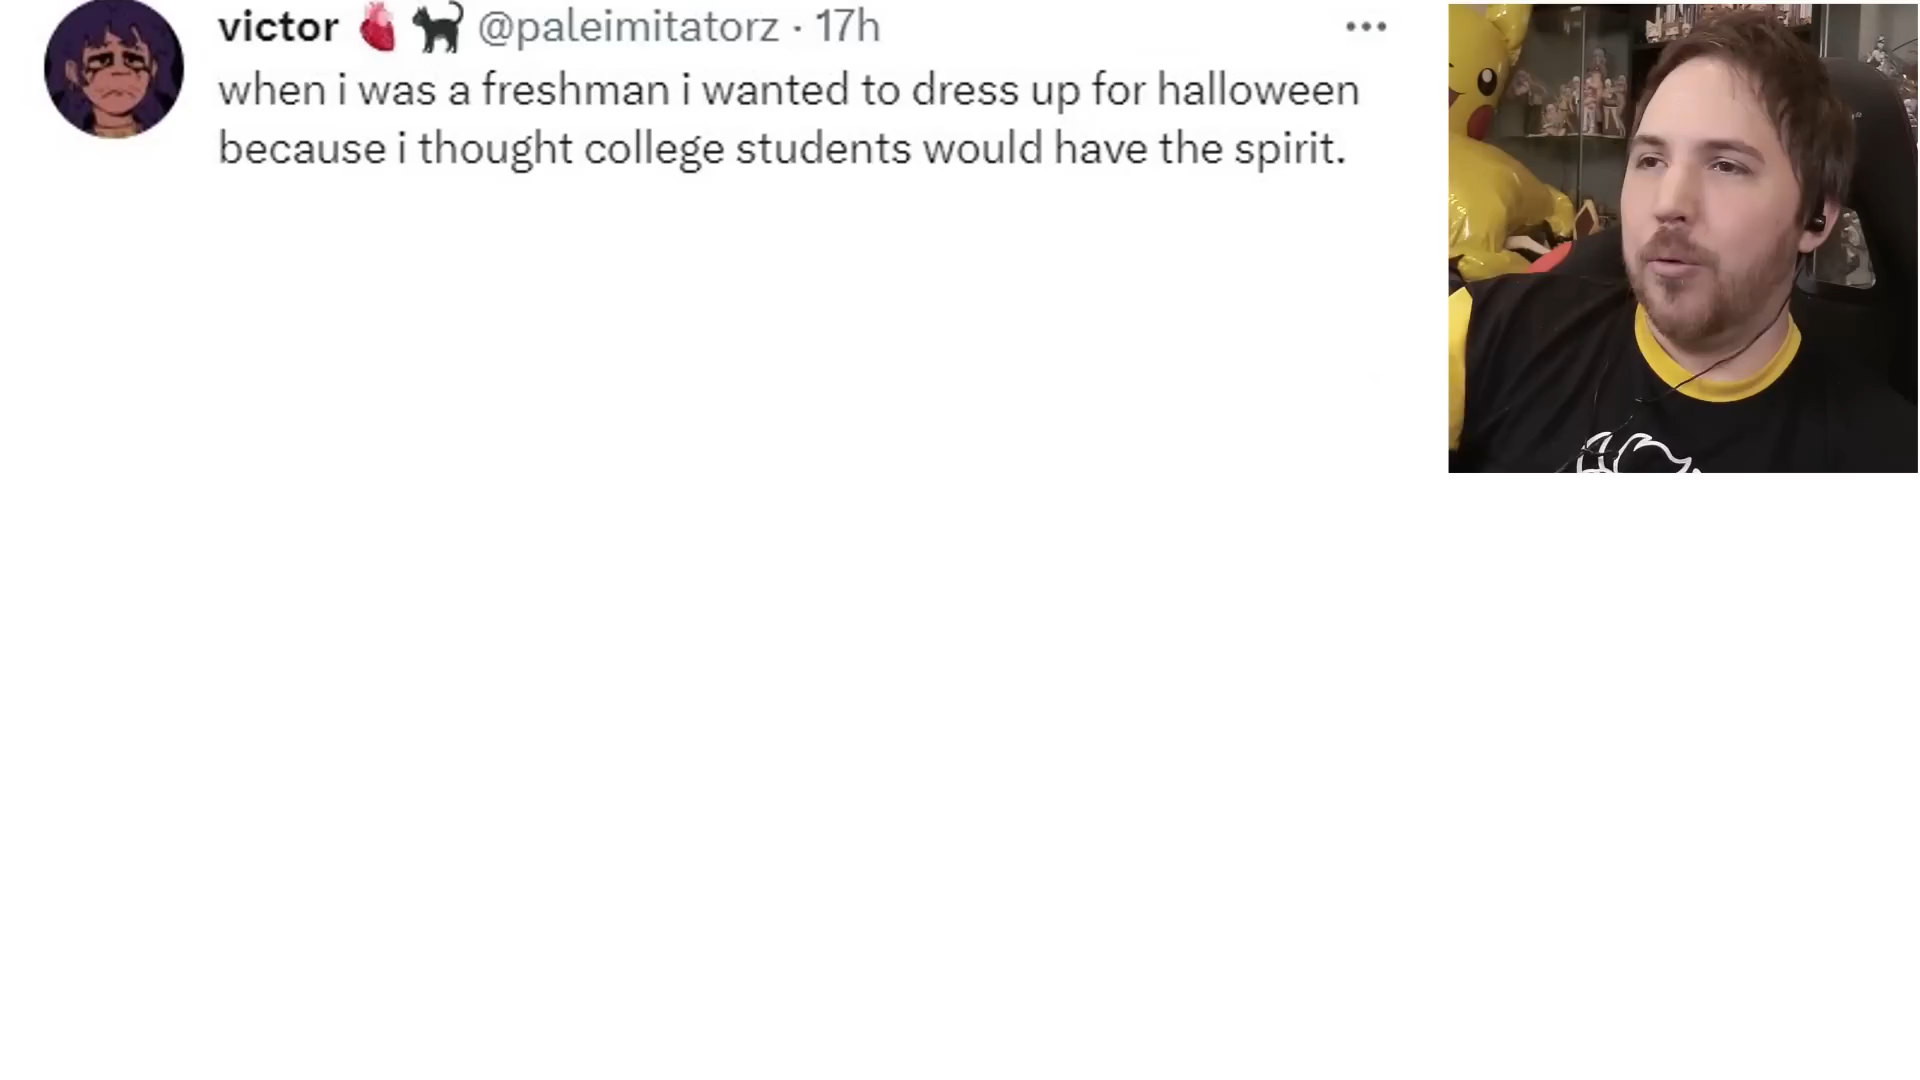 victor 🫀 🐈‍⬛ @paleimitatorz · 17h
when i was a freshman i wanted to dress up for halloween
because i thought college students would have the spirit.